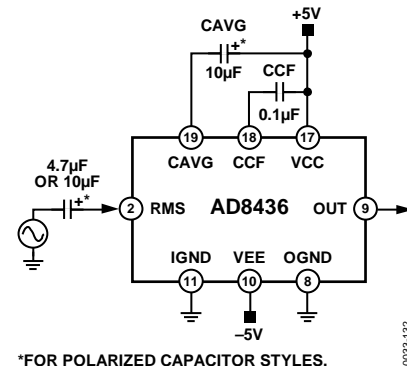 CAVG
+5V
+*
10µF
CCF
0.1µF
19
18
17
CAVG
CCF
VCC
4.7µF
OR 10µF
+*
2
RMS
AD8436
OUT
9
IGND
VEE
OGND
11
10
8
–5V
*FOR POLARIZED CAPACITOR STYLES.